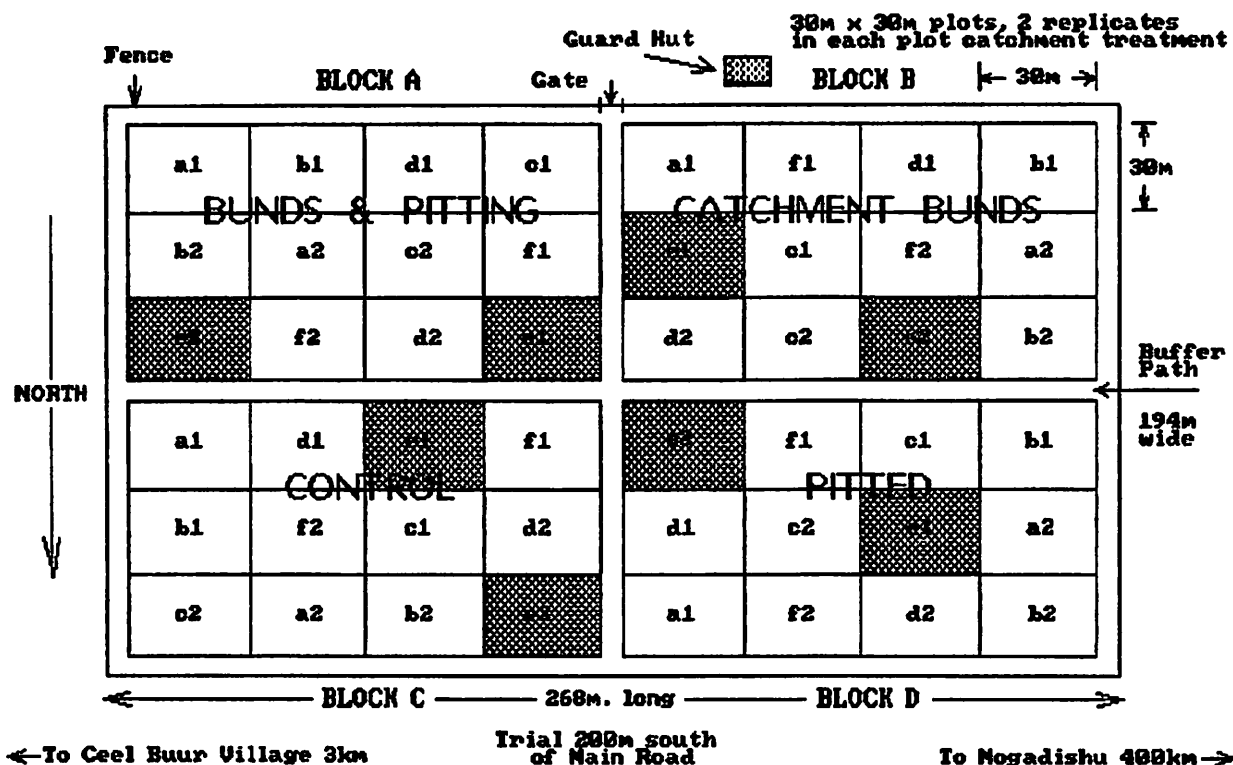 30m x 30m plots, 2 replicates
in each plot catchment treatment
Guard Hut
Fence
BLOCK A
Gate
BLOCK B
30m
a1 b1 d1 c1 a1 f1 d1 b1
30m
BUNDS & PITTING CATCHMENT BUNDS
b2 a2 c2 f1 c1 f2 a2
f2 d2 d2 c2 b2
Buffer
Path
NORTH
194m
wide
a1 d1 f1 f1 c1 b1
CONTROL PITTED
b1 f2 c1 d2 d1 c2 a2
c2 a2 b2 a1 f2 d2 b2
BLOCK C 268m. long BLOCK D
Trial 200m south
of Main Road
To Ceel Buur Village 3km
To Mogadishu 400km